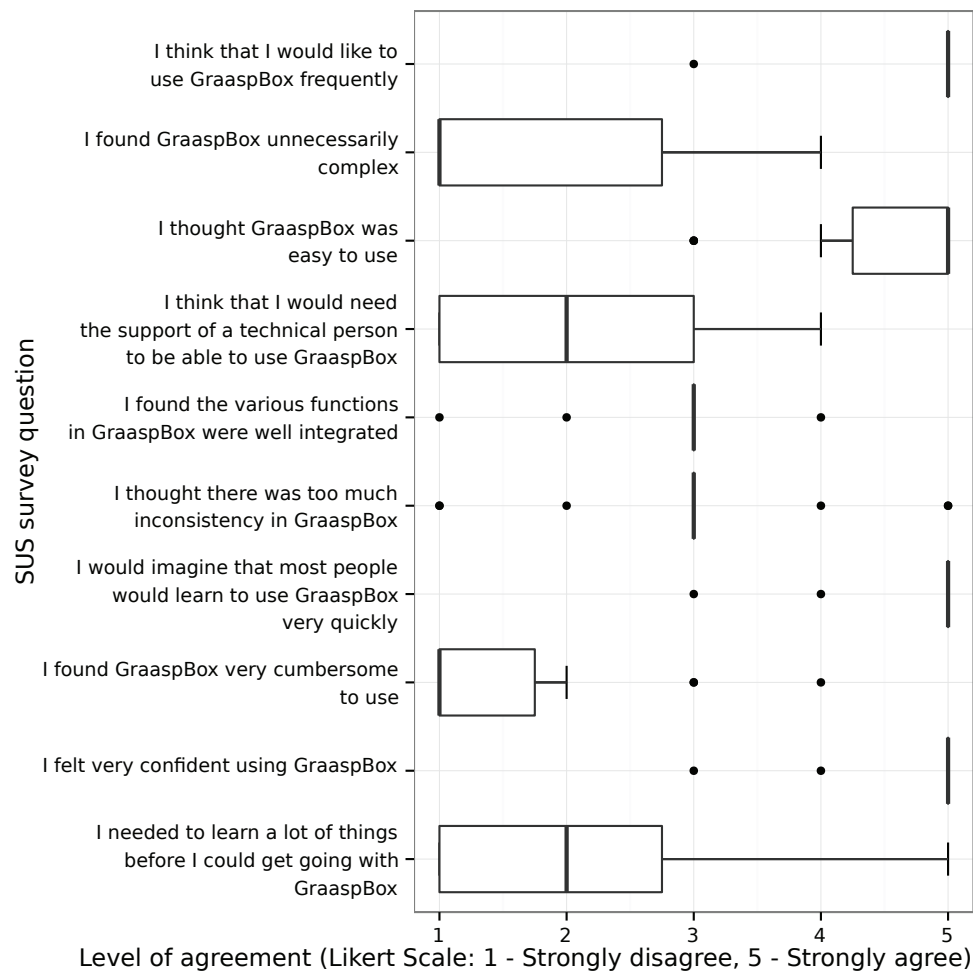 I think that I would like to
use GraaspBox frequently
I found GraaspBox unnecessarily
complex
I thought GraaspBox was
easy to use
I think that I would need
the support of a technical person
to be able to use GraaspBox
I found the various functions
in GraaspBox were well integrated
I thought there was too much
inconsistency in GraaspBox
I would imagine that most people
would learn to use GraaspBox
very quickly
I found GraaspBox very cumbersome
to use
I felt very confident using GraaspBox
I needed to learn a lot of things
before I could get going with
GraaspBox
SUS survey question
1 2 3 4 5
Level of agreement (Likert Scale: 1 - Strongly disagree, 5 - Strongly agree)